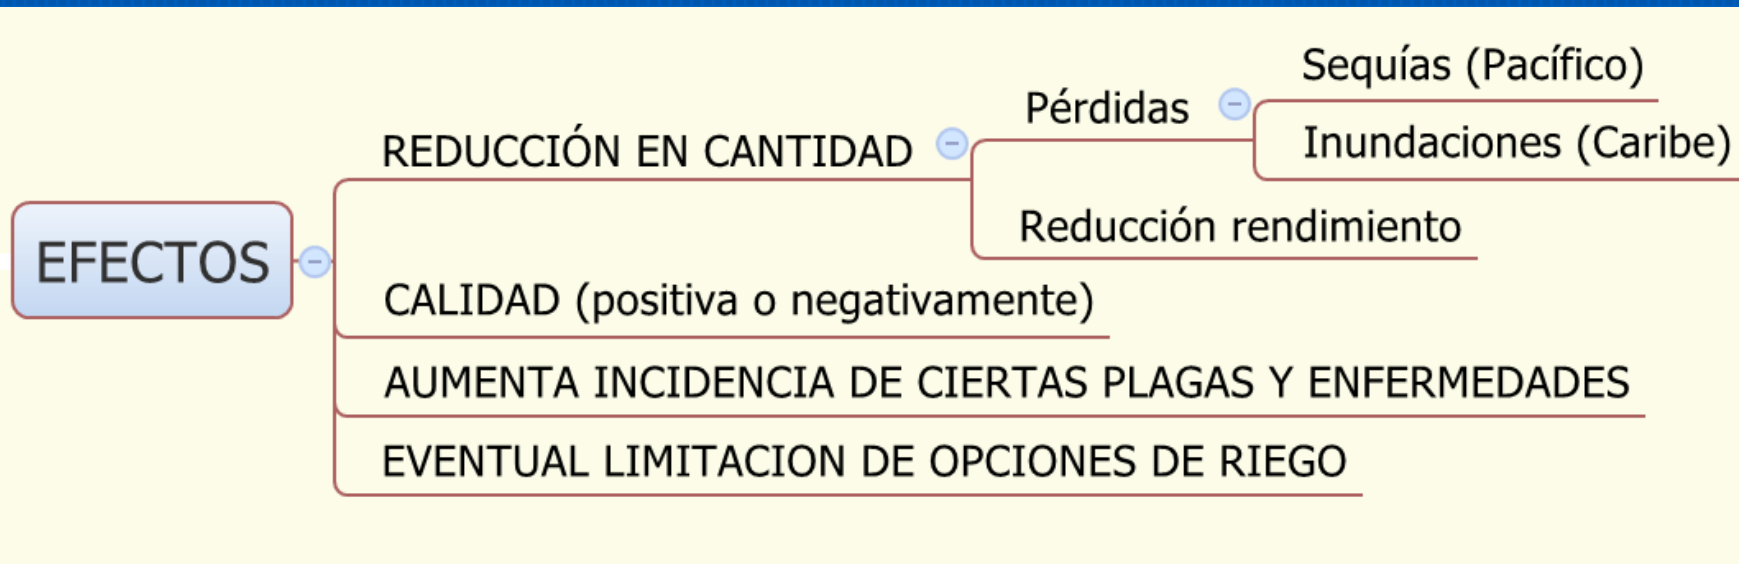 EFECTOS
REDUCCIÓN EN CANTIDAD
Pérdidas
Sequías (Pacífico)
Inundaciones (Caribe)
Reducción rendimiento
CALIDAD (positiva o negativamente)
AUMENTA INCIDENCIA DE CIERTAS PLAGAS Y ENFERMEDADES
EVENTUAL LIMITACION DE OPCIONES DE RIEGO